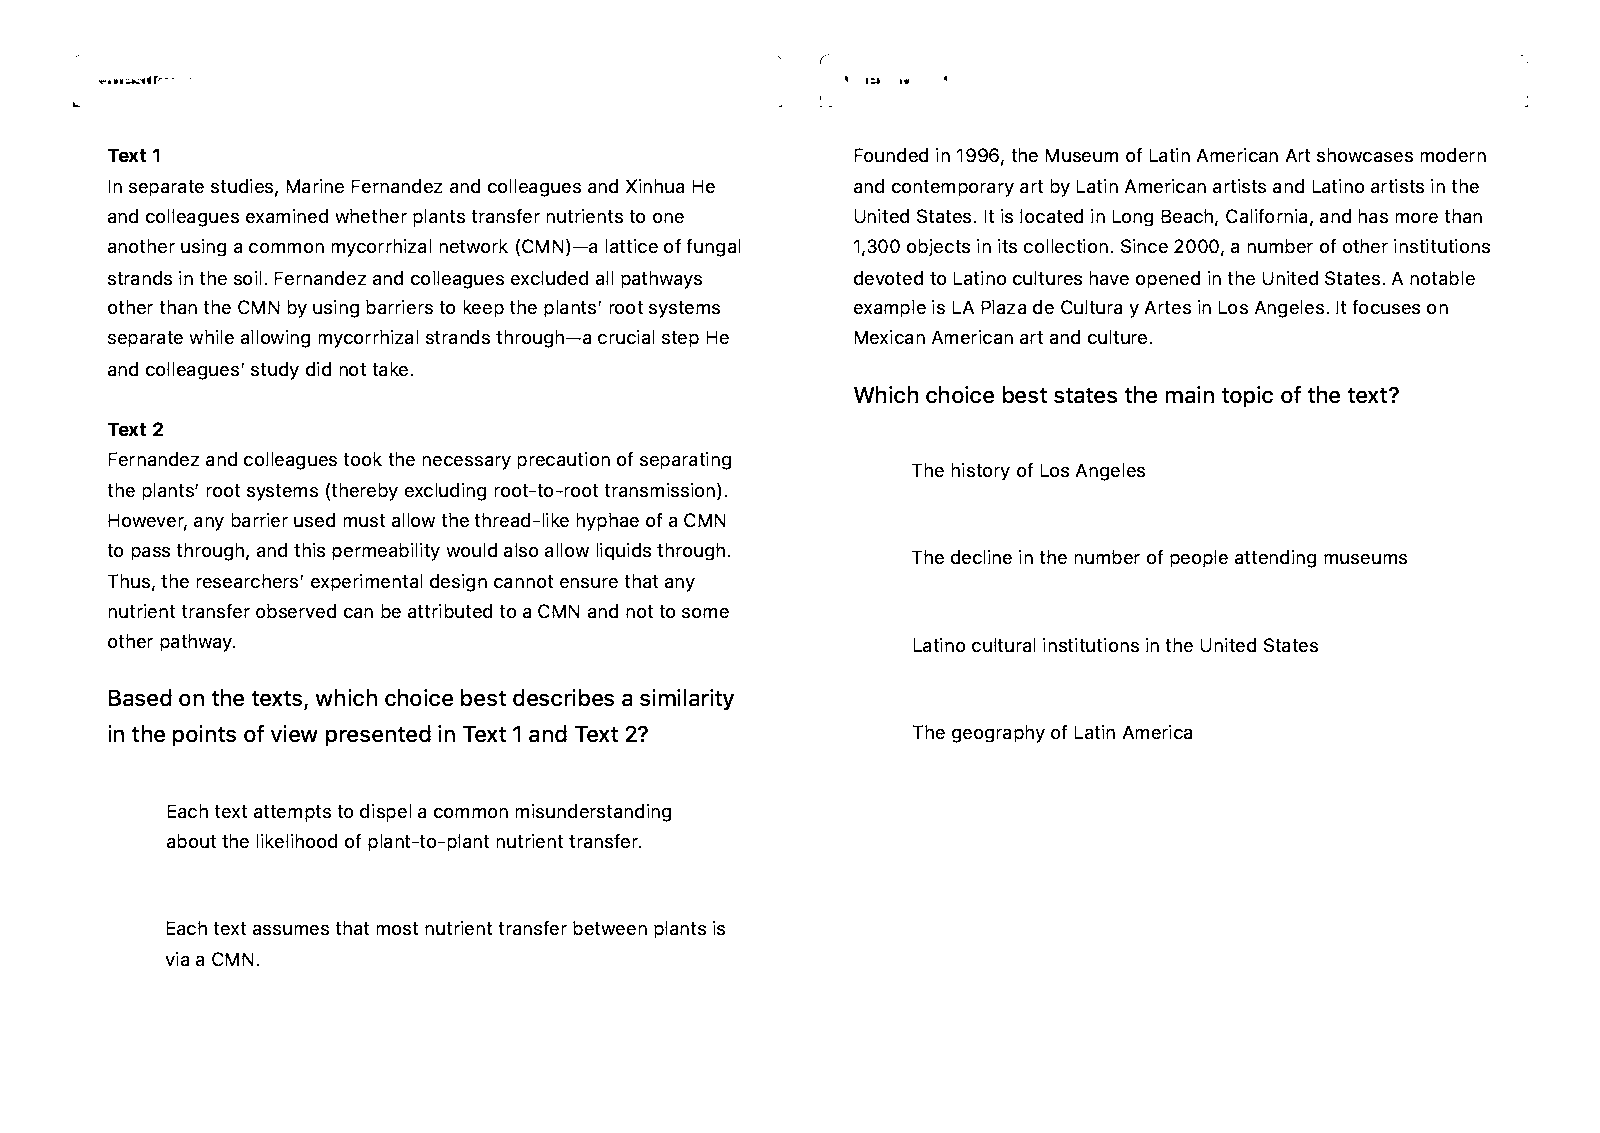 Text 1
In separate studies, Marine Fernandez and colleagues and Xinhua He
and colleagues examined whether plants transfer nutrients to one
another using a common mycorrhizal network (CMN)—a lattice of fungal
strands in the soil. Fernandez and colleagues excluded all pathways
other than the CMN by using barriers to keep the plants' root systems
separate while allowing mycorrhizal strands through—a crucial step He
and colleagues' study did not take.
Text 2
Fernandez and colleagues took the necessary precaution of separating
the plants' root systems (thereby excluding root-to-root transmission).
However, any barrier used must allow the thread-like hyphae of a CMN
to pass through, and this permeability would also allow liquids through.
Thus, the researchers' experimental design cannot ensure that any
nutrient transfer observed can be attributed to a CMN and not to some
other pathway.
Based on the texts, which choice best describes a similarity
in the points of view presented in Text 1 and Text 2?
Each text attempts to dispel a common misunderstanding
about the likelihood of plant-to-plant nutrient transfer.
Each text assumes that most nutrient transfer between plants is
via a CMN.
Founded in 1996, the Museum of Latin American Art showcases modern
and contemporary art by Latin American artists and Latino artists in the
United States. It is located in Long Beach, California, and has more than
1,300 objects in its collection. Since 2000, a number of other institutions
devoted to Latino cultures have opened in the United States. A notable
example is LA Plaza de Cultura y Artes in Los Angeles. It focuses on
Mexican American art and culture.
Which choice best states the main topic of the text?
The history of Los Angeles
The decline in the number of people attending museums
Latino cultural institutions in the United States
The geography of Latin America